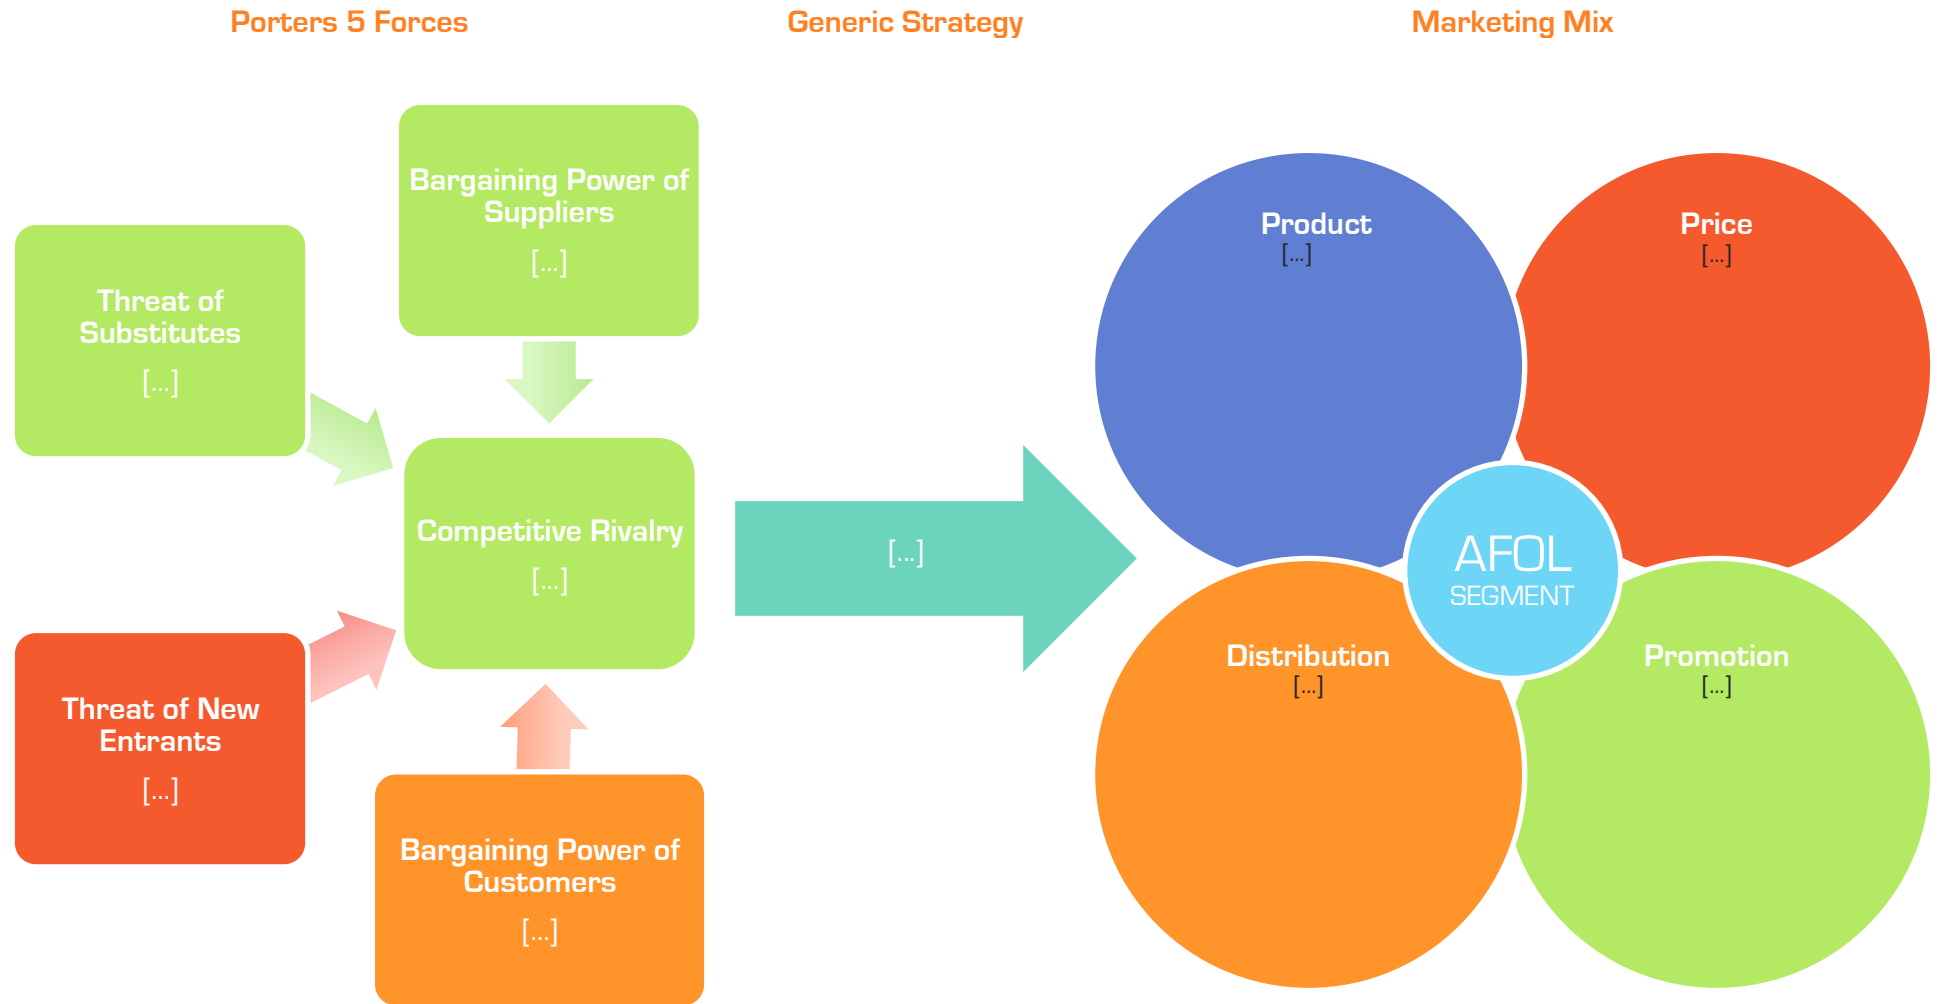 Porters 5 Forces
Generic Strategy
Marketing Mix
Bargaining Power of
Suppliers
[...]
Threat of
Substitutes
[...]
Competitive Rivalry
[...]
Threat of New
Entrants
[...]
Bargaining Power of
Customers
[...]
[...]
Product
[...]
Price
[...]
AFOL
SEGMENT
Distribution
[...]
Promotion
[...]